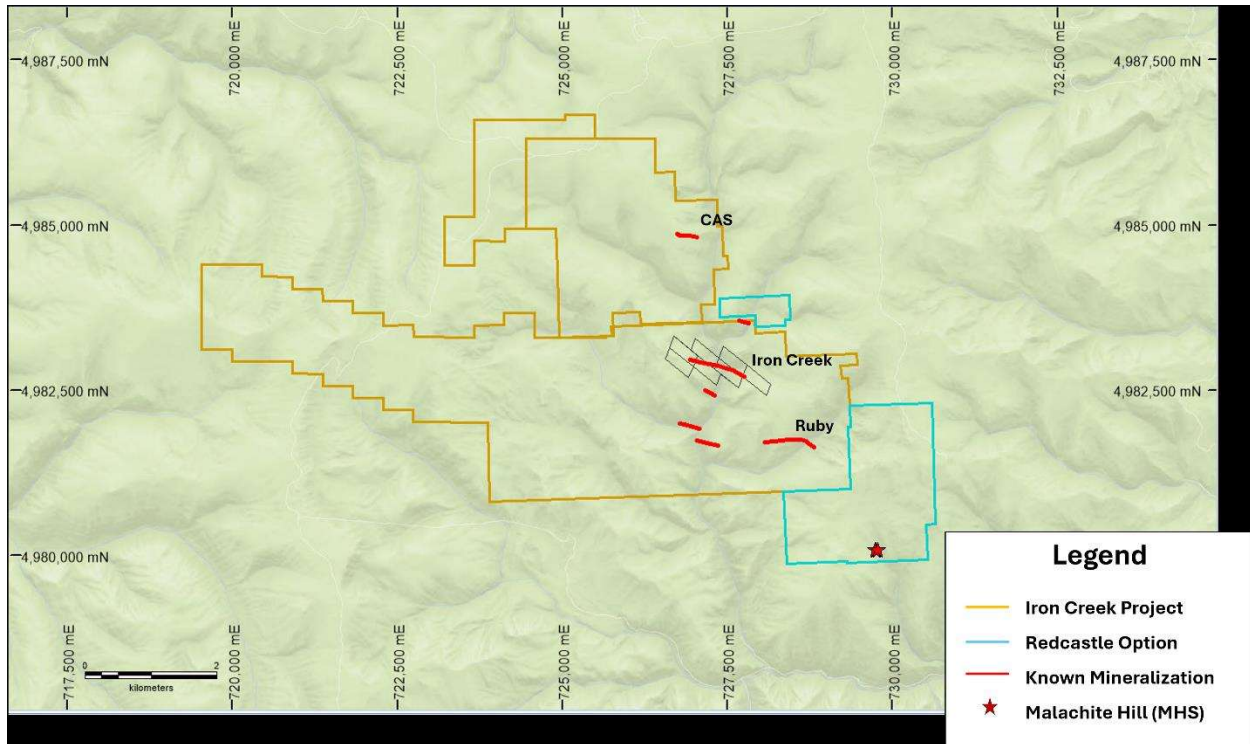 720,000 mE
722,500 mE
725,000 mE
727,500 mE
730,000 mE
732,500 mE
4,987,500 mN
4,987,500 mN
CAS
4,985,000 mN
4,985,000 mN
Iron Creek
4,982,500 mN
4,982,500 mN
Ruby
4,980,000 mN
Legend
Iron Creek Project
Redcastle Option
Known Mineralization
Malachite Hill (MHS)
0 2
kilometers
717,500 mE
720,000 mE
722,500 mE
725,000 mE
727,500 mE
730,000 mE